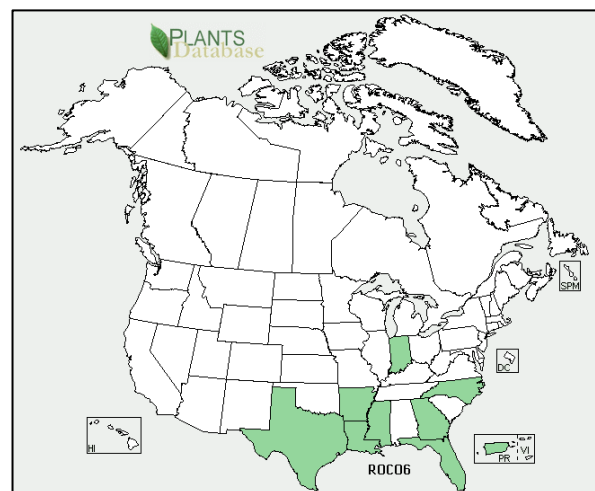 PLANTS
Database
SPM
DC
HI
PR
VI
ROCO6